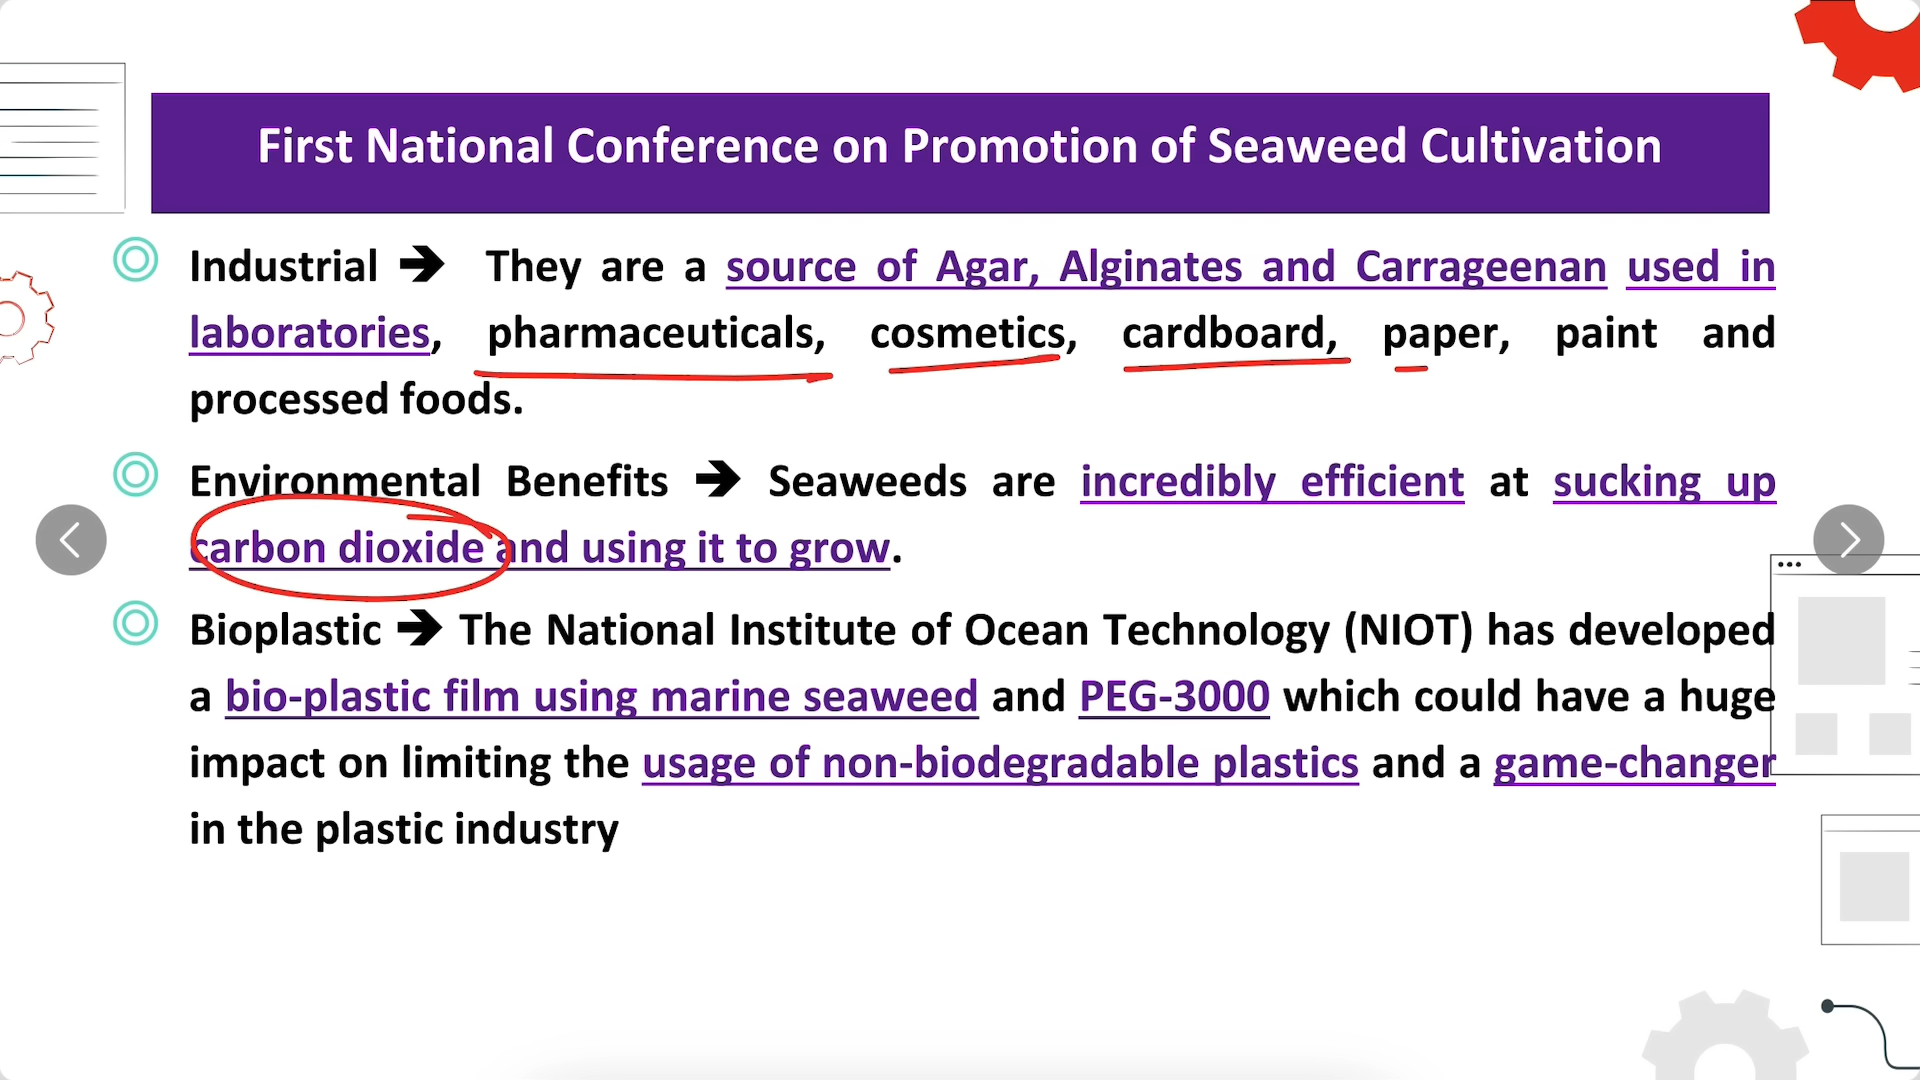 First National Conference on Promotion of Seaweed Cultivation
Industrial ➔ They are a source of Agar, Alginates and Carrageenan used in
laboratories, pharmaceuticals, cosmetics, cardboard, paper, paint and
processed foods.
Environmental Benefits ➔ Seaweeds are incredibly efficient at sucking up
carbon dioxide and using it to grow.
Bioplastic ➔ The National Institute of Ocean Technology (NIOT) has developed
a bio-plastic film using marine seaweed and PEG-3000 which could have a huge
impact on limiting the usage of non-biodegradable plastics and a game-changer
in the plastic industry